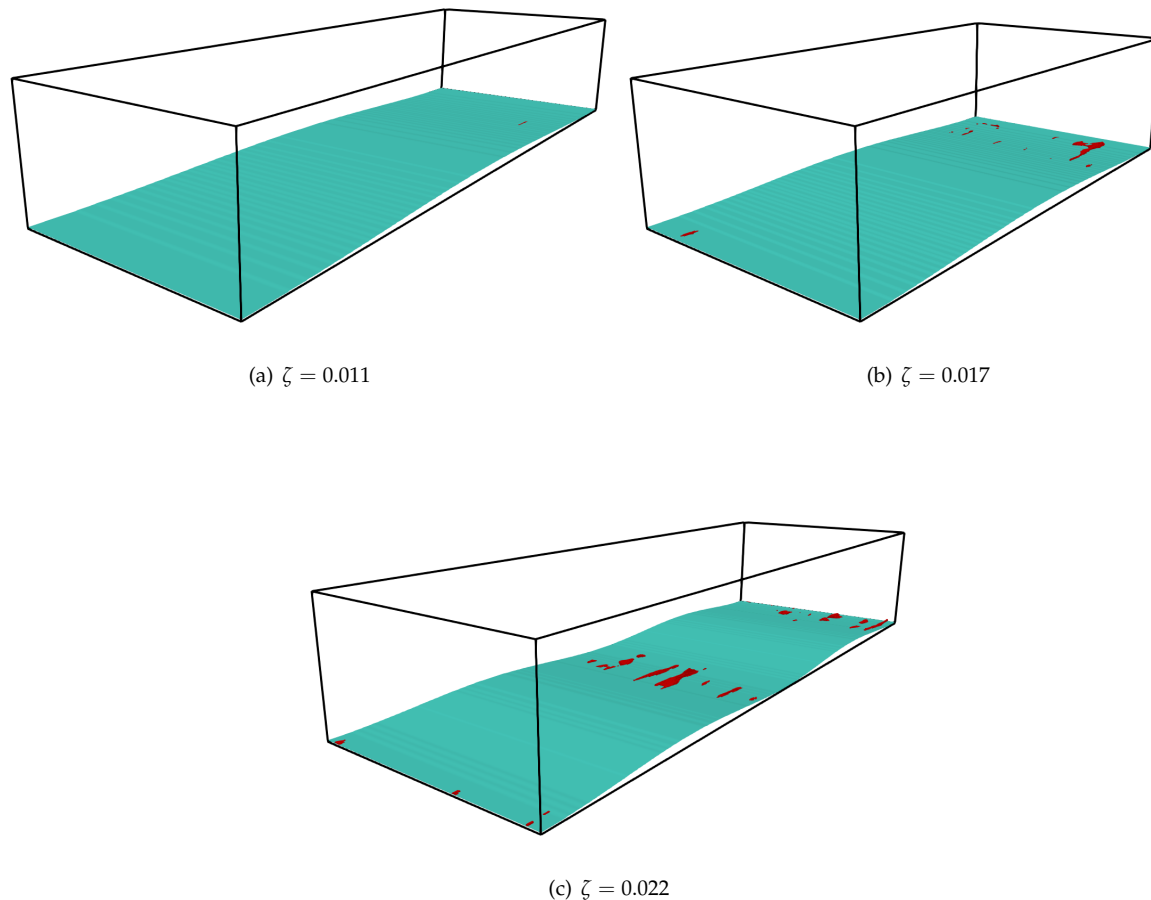 (a) ζ = 0.011
(b) ζ = 0.017
(c) ζ = 0.022